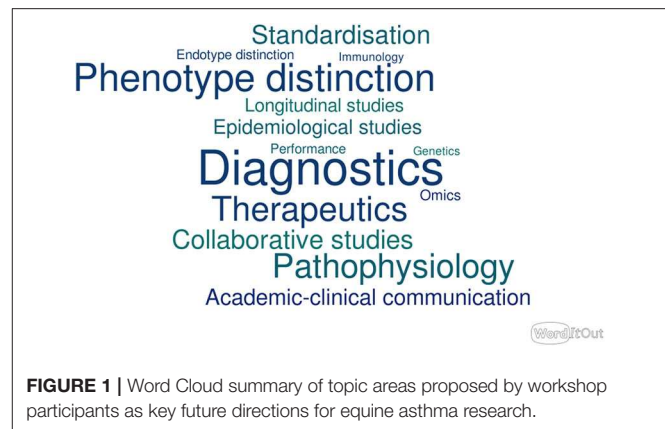 Standardisation
Endotype distinction Immunology
Phenotype distinction
Longitudinal studies
Epidemiological studies
Performance Genetics
Diagnostics
Omics
Therapeutics
Collaborative studies
Pathophysiology
Academic-clinical communication
WordItOut
FIGURE 1 | Word Cloud summary of topic areas proposed by workshop
participants as key future directions for equine asthma research.